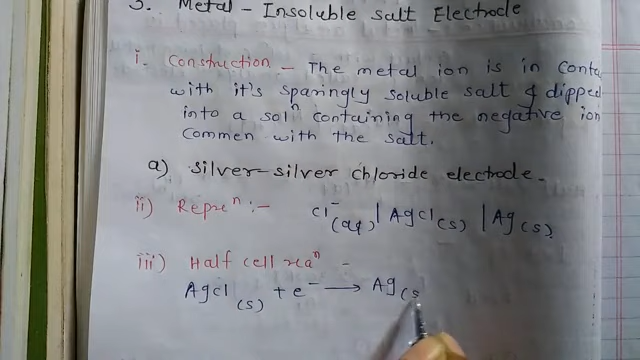 3. Metal - Insoluble salt Electrode
i. Construction - The metal ion is in conta
with it's sparingly soluble salt & dipped
into a solⁿ containing the negative ion
commen with the salt.
a) silver-silver chloride electrode.
ii) Repreⁿ :- Cl⁻(aq) | AgCl(s) | Ag(s).
iii) Half cell reaⁿ -
AgCl(s) + e⁻ ⟶ Ag(s